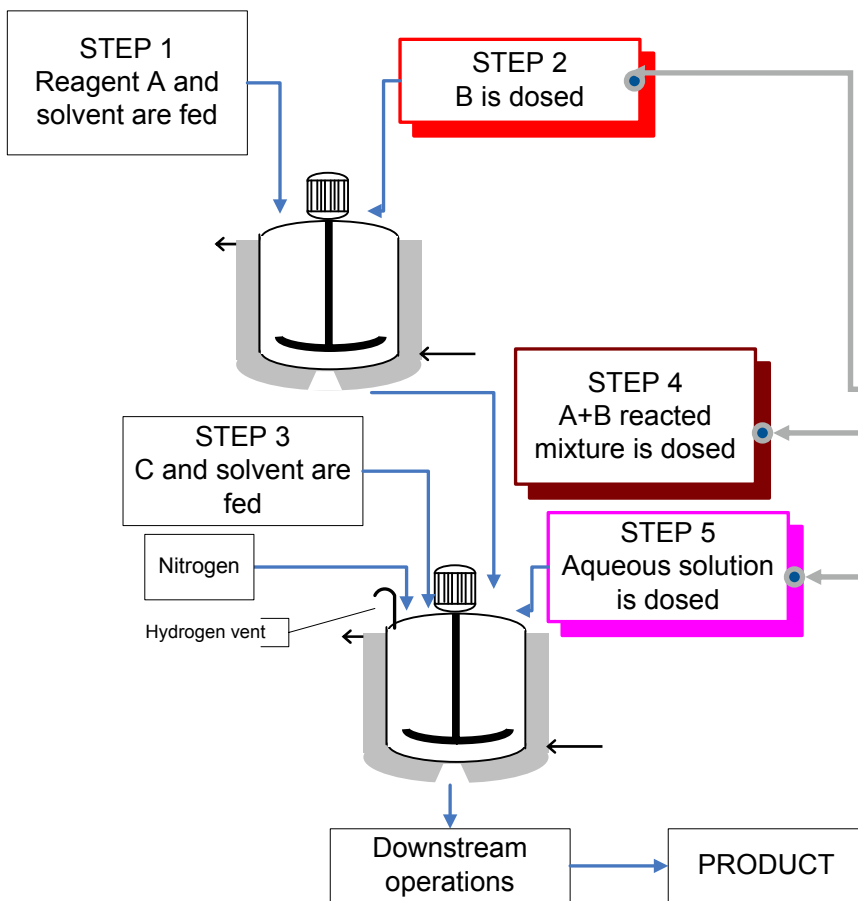 STEP 1
Reagent A and
solvent are fed
STEP 2
B is dosed
STEP 4
A+B reacted
mixture is dosed
STEP 3
C and solvent are
fed
STEP 5
Aqueous solution
is dosed
Nitrogen
Hydrogen vent
Downstream
operations
PRODUCT